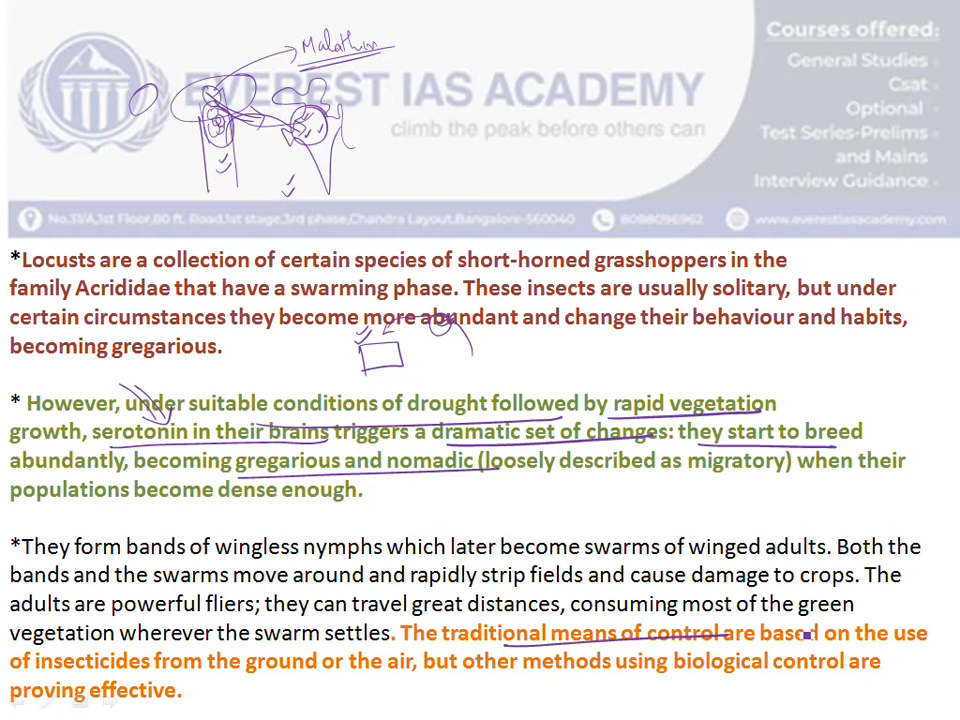 Malathion
Courses offered:
EVEREST IAS ACADEMY
General Studies
Csat
climb the peak before others can
Optional
Test Series-Prelims
and Mains
Interview Guidance
No.31/A,1st Floor,80 ft. Road,1st stage,3rd phase,Chandra Layout,Bangalore-560040
8088096962
www.everestiasacademy.com
*Locusts are a collection of certain species of short-horned grasshoppers in the
family Acrididae that have a swarming phase. These insects are usually solitary, but under
certain circumstances they become more abundant and change their behaviour and habits,
becoming gregarious.
* However, under suitable conditions of drought followed by rapid vegetation
growth, serotonin in their brains triggers a dramatic set of changes: they start to breed
abundantly, becoming gregarious and nomadic (loosely described as migratory) when their
populations become dense enough.
*They form bands of wingless nymphs which later become swarms of winged adults. Both the
bands and the swarms move around and rapidly strip fields and cause damage to crops. The
adults are powerful fliers; they can travel great distances, consuming most of the green
vegetation wherever the swarm settles. The traditional means of control are based on the use
of insecticides from the ground or the air, but other methods using biological control are
proving effective.